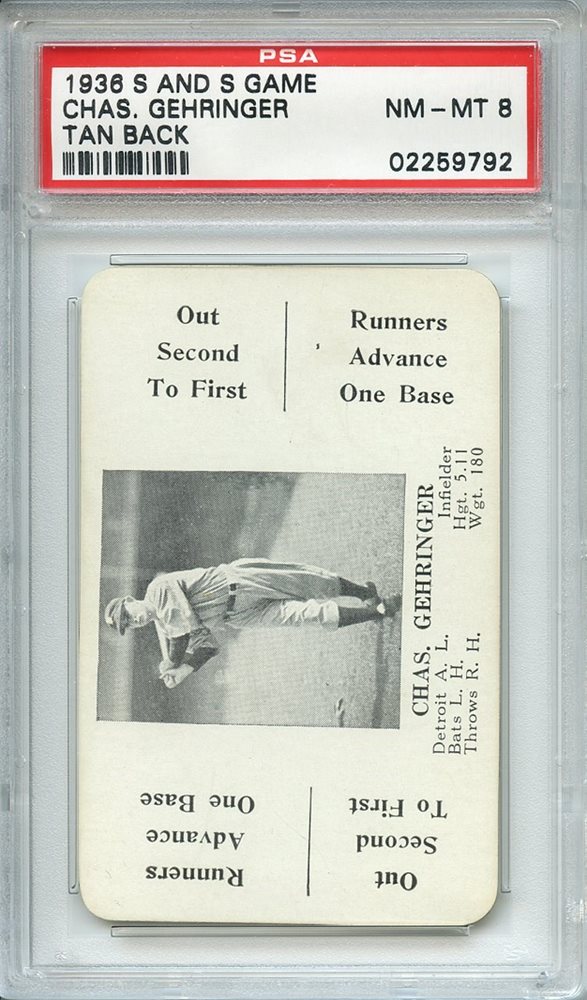 PSA
1936 S AND S GAME
CHAS. GEHRINGER NM-MT 8
TAN BACK
02259792
Out
Second
To First
Runners
Advance
One Base
CHAS. GEHRINGER
Detroit A. L. Infielder
Bats L. H. Hgt. 5.11
Throws R. H. Wgt. 180
Out
Second
To First
Runners
Advance
One Base